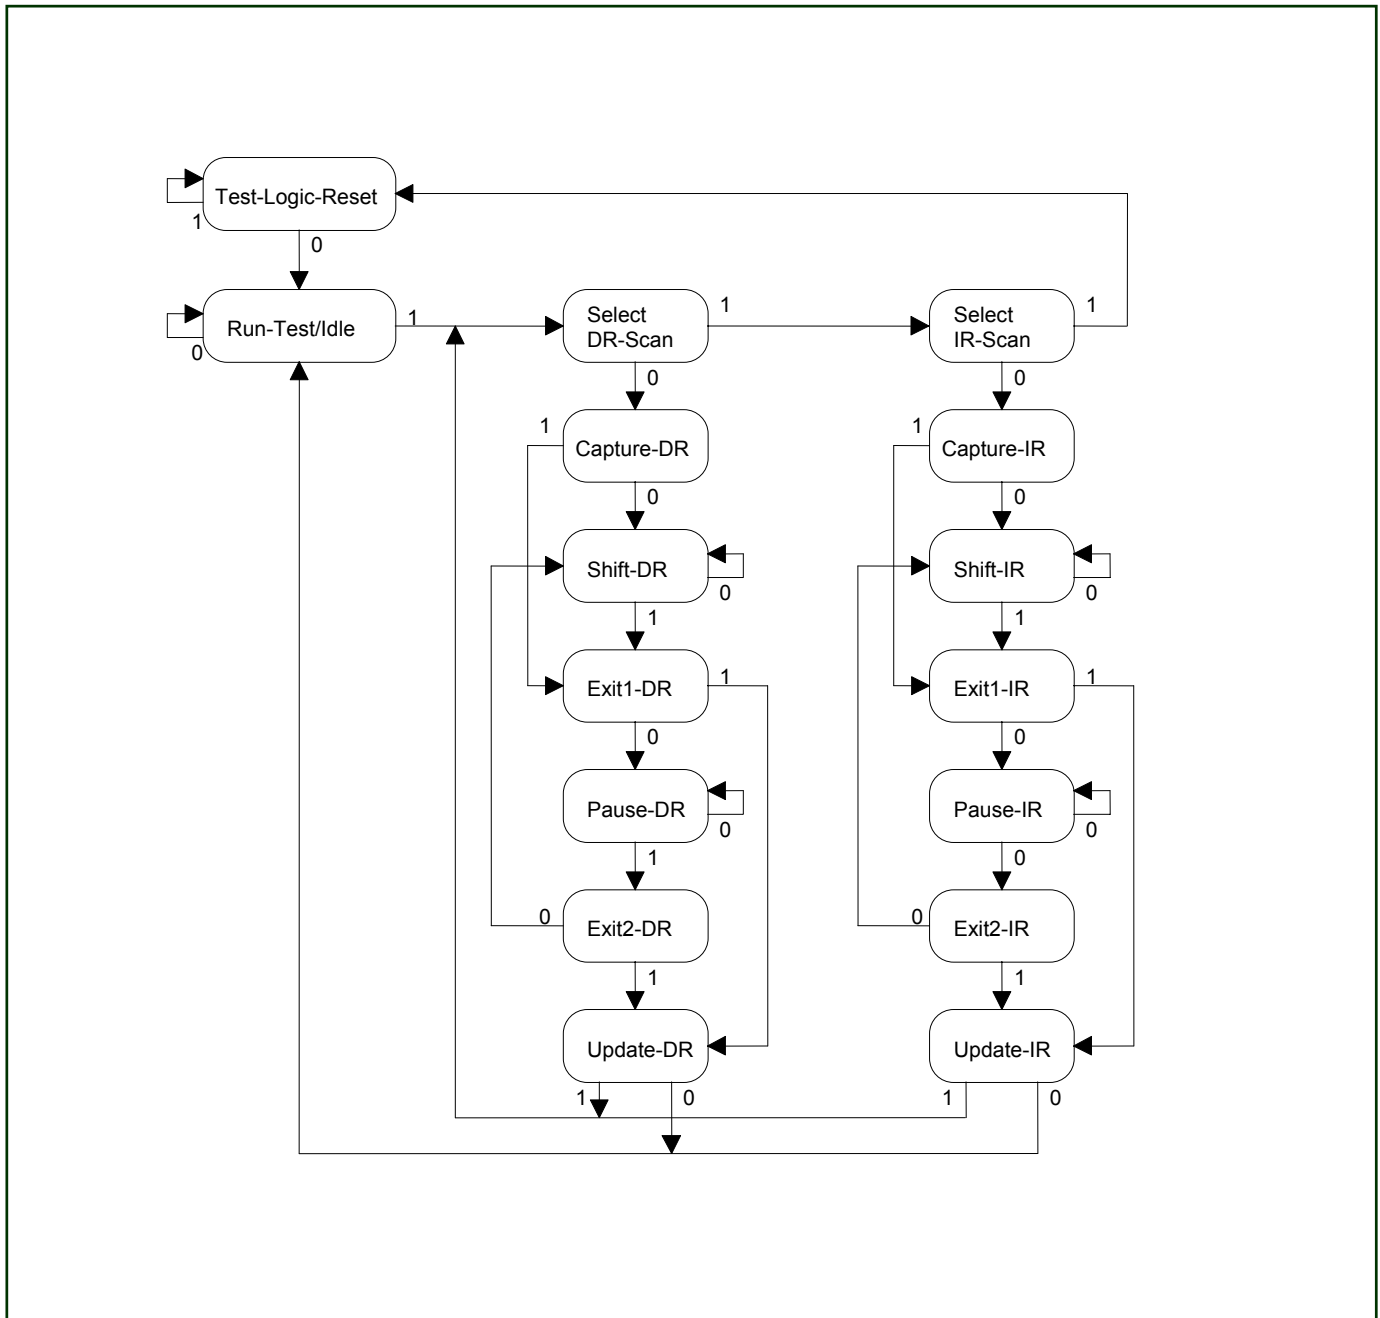 Test-Logic-Reset
1
0
Run-Test/Idle
1
0
Select
DR-Scan
1
Select
IR-Scan
1
0
0
1
Capture-DR
1
Capture-IR
0
0
Shift-DR
0
Shift-IR
0
1
1
Exit1-DR
1
Exit1-IR
1
0
0
Pause-DR
0
Pause-IR
0
1
0
0
Exit2-DR
0
Exit2-IR
1
1
Update-DR
Update-IR
1
0
1
0